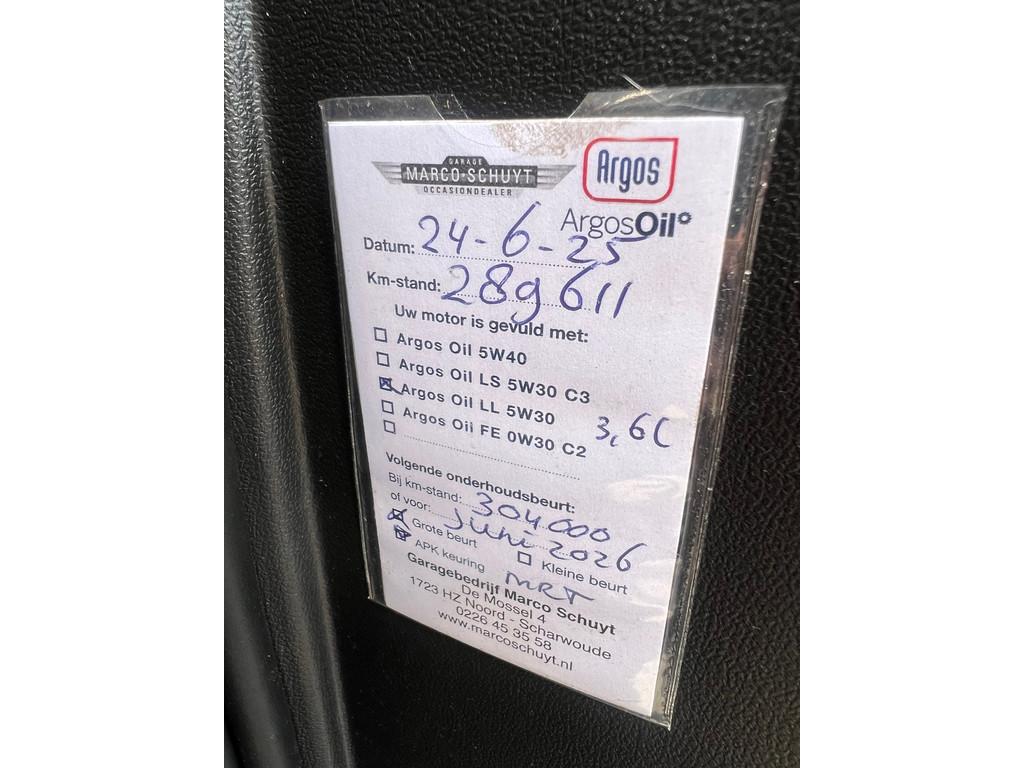 GARAGE
MARCO-SCHUYT
OCCASIONDEALER
Argos
ArgosOil
Datum: 24-6-25
Km-stand: 289611
Uw motor is gevuld met:
Argos Oil 5W40
Argos Oil LS 5W30 C3
Argos Oil LL 5W30 3,6L
Argos Oil FE 0W30 C2
Volgende onderhoudsbeurt:
Bij km-stand: 304000
of voor: Juni 2026
Grote beurt Kleine beurt
APK keuring MRT
Garagebedrijf Marco Schuyt
De Mossel 4
1723 HZ Noord - Scharwoude
0226 45 35 58
www.marcoschuyt.nl